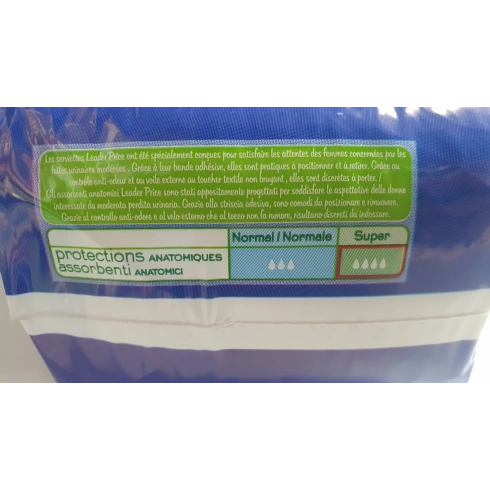 Les serviettes Leader Price ont été spécialement conçues pour satisfaire les attentes des femmes concernées par les
fuites urinaires modérées. Grâce à leur bande adhésive, elles sont pratiques à positionner et à retirer. Grâce au
contrôle anti-odeur et au voile externe au toucher textile non bruyant, elles sont discrètes à porter !
Gli assorbenti anatomici Leader Price sono stati appositamente progettati per soddisfare le aspettative delle donne
interessate da moderata perdita urinaria. Grazie alla striscia adesiva, sono comodi da posizionare e rimuovere.
Grazie al controllo anti-odore e al velo esterno che al tocco non fa rumore, risultano discreti da indossare.
Normal / Normale Super
protections ANATOMIQUES
assorbenti ANATOMICI